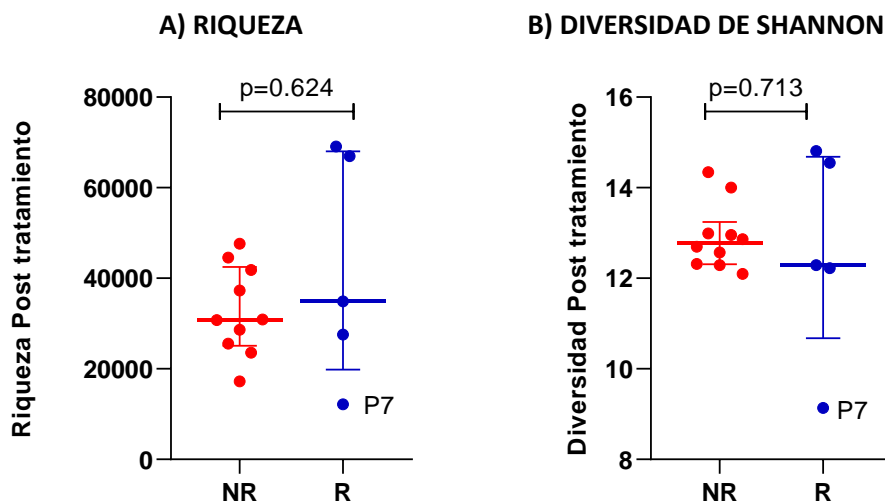 A) RIQUEZA
p=0.624
Riqueza Post tratamiento
80000
60000
40000
20000
0
P7
NR
R
B) DIVERSIDAD DE SHANNON
p=0.713
Diversidad Post tratamiento
16
14
12
10
8
P7
NR
R